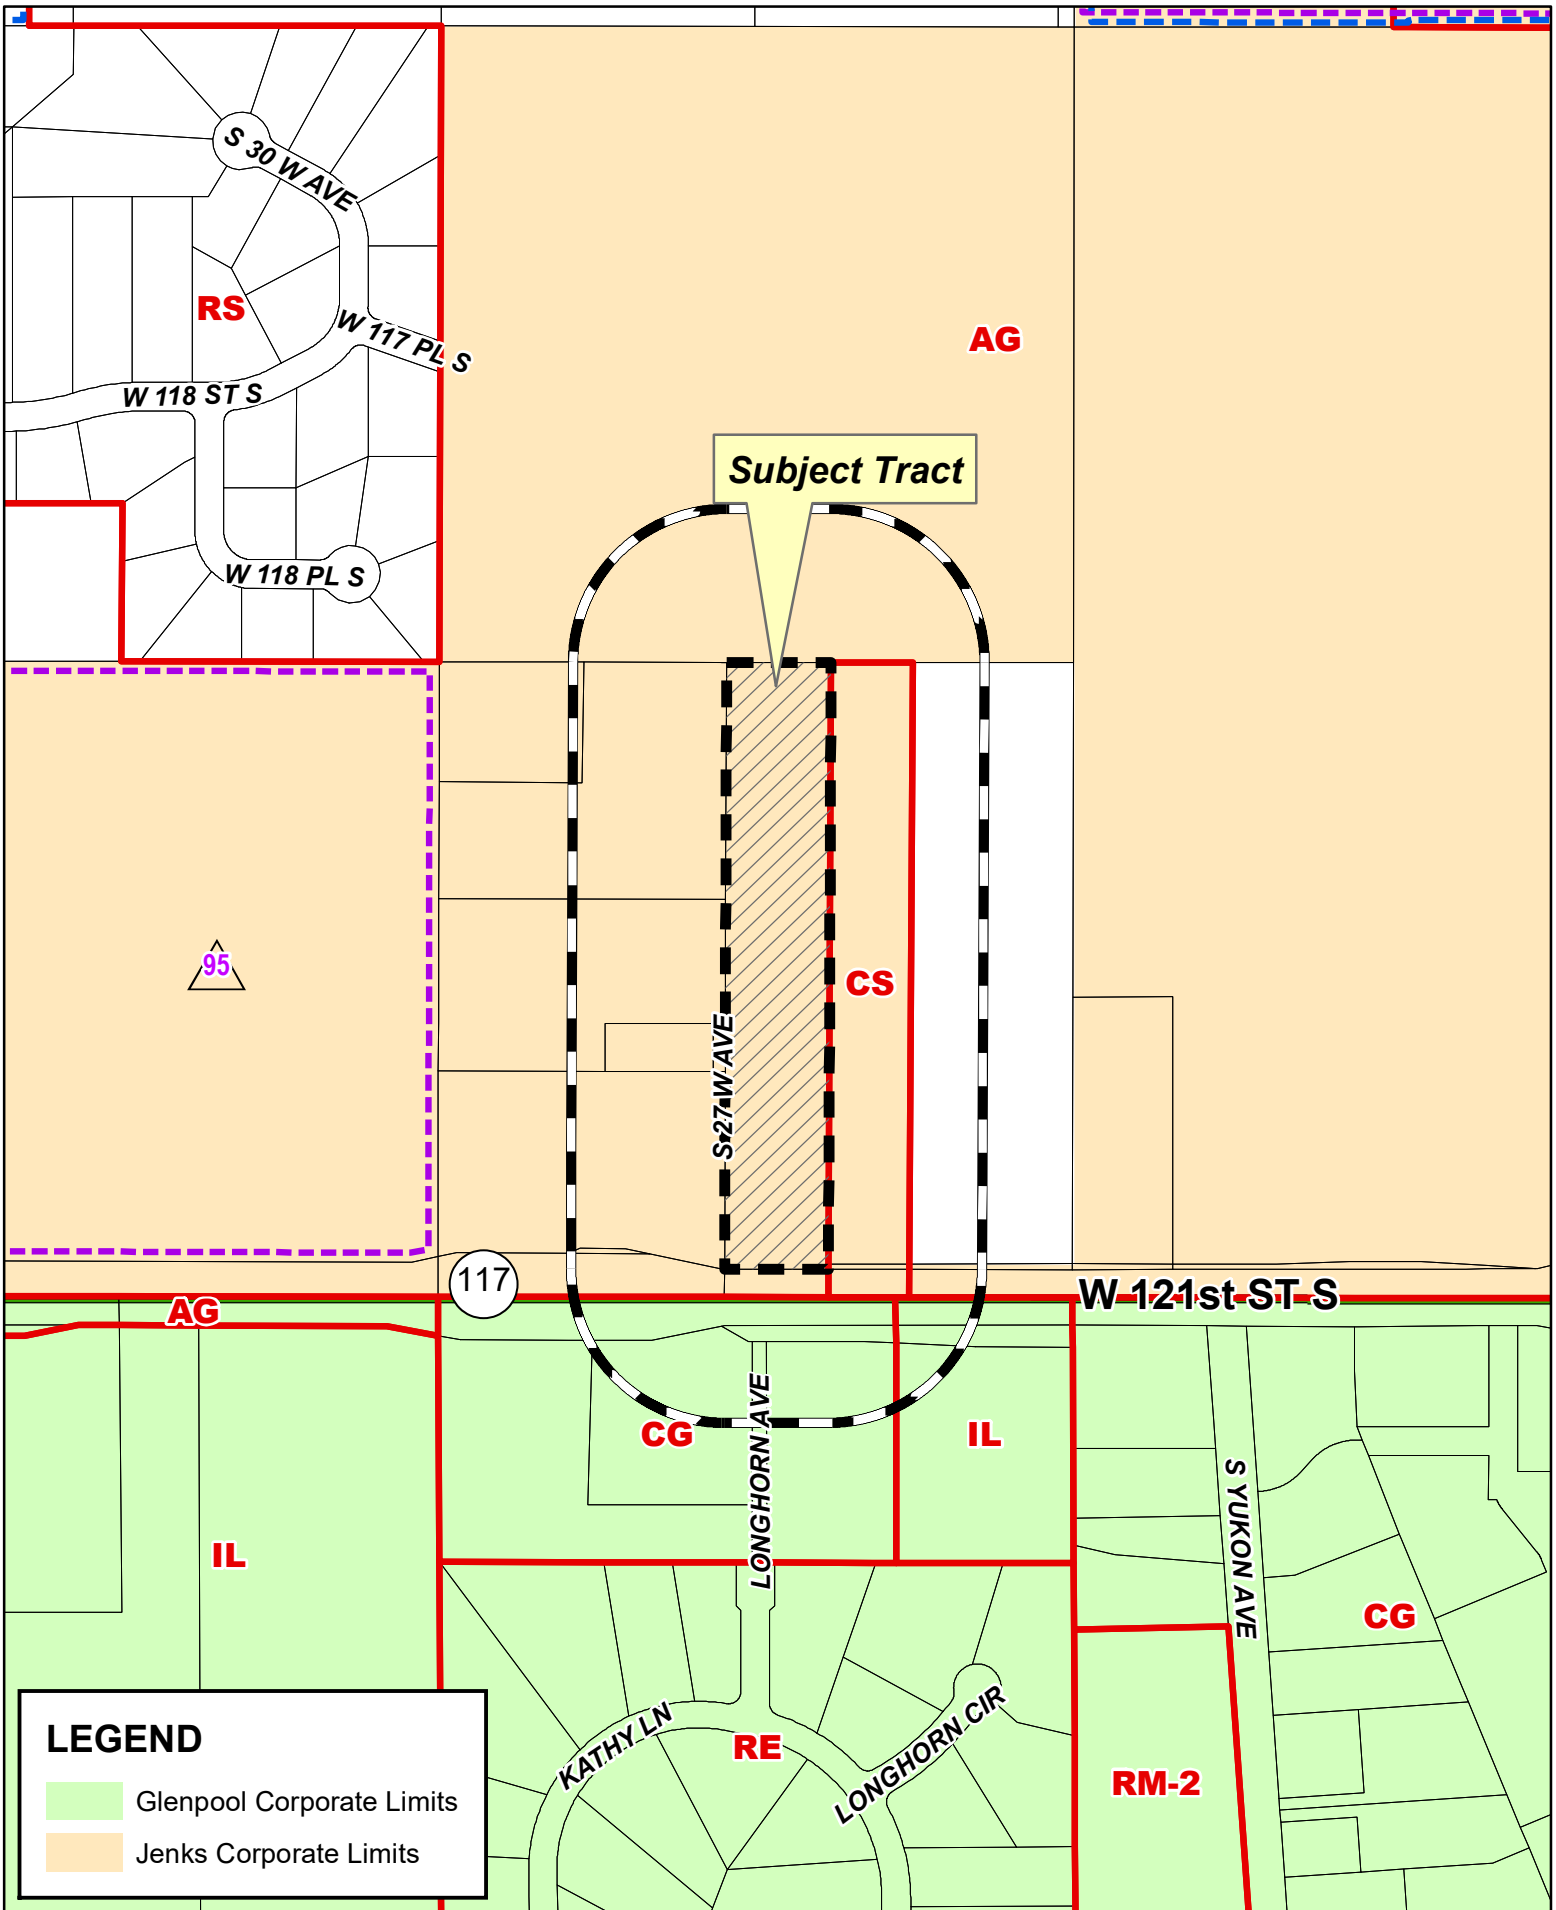 S 30 W AVE
RS
W 117 PL S
AG
W 118 ST S
Subject Tract
W 118 PL S
95
CS
S 27 W AVE
117
W 121st ST S
AG
LONGHORN AVE
CG
IL
S YUKON AVE
IL
CG
KATHY LN
RE
LONGHORN CIR
RM-2
LEGEND
Glenpool Corporate Limits
Jenks Corporate Limits